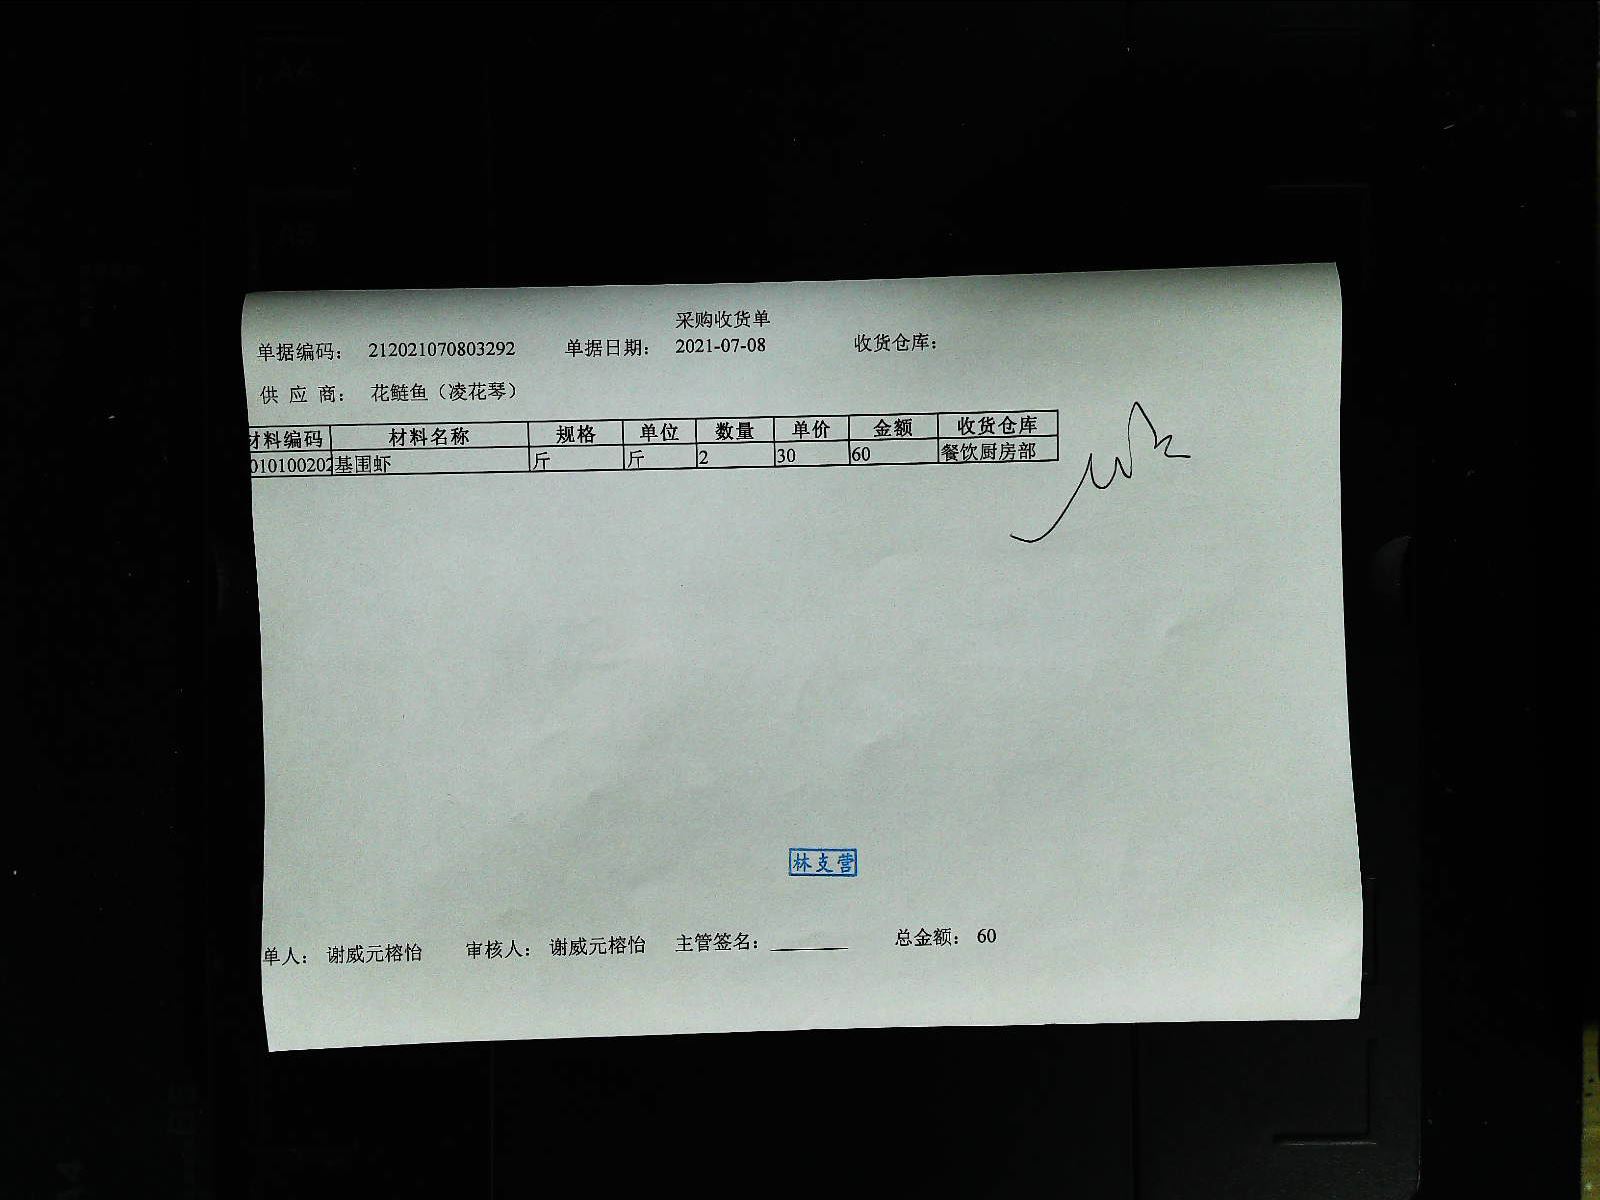 采购收货单
单据编码： 212021070803292 单据日期： 2021-07-08 收货仓库：
供 应 商： 花鲢鱼（凌花琴）
材料编码 材料名称 规格 单位 数量 单价 金额 收货仓库
010100202 基围虾 斤 斤 2 30 60 餐饮厨房部
林支营
单人： 谢威元榕怡 审核人： 谢威元榕怡 主管签名： 总金额： 60